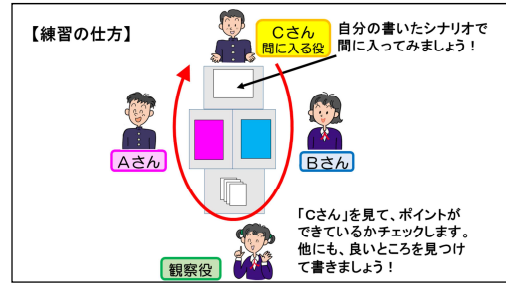 【練習の仕方】
Cさん
間に入る役
自分の書いたシナリオで
間に入ってみましょう！
Aさん
Bさん
「Cさん」を見て、ポイントが
できているかチェックします。
他にも、良いところを見つけ
て書きましょう！
観察役